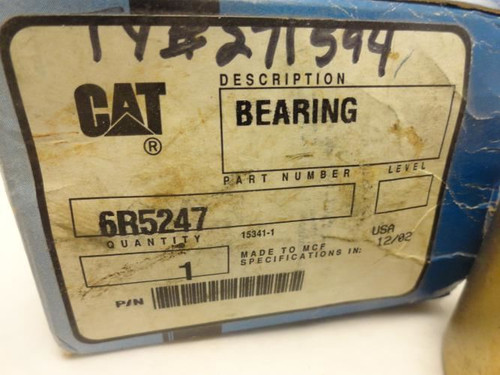 271594
DESCRIPTION
CAT
®
BEARING
PART NUMBER LEVEL
6R5247
QUANTITY 15341-1
1
MADE TO MCF
SPECIFICATIONS IN:
USA
12/02
P/N